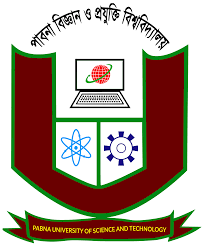 পাবনা বিজ্ঞান ও প্রযুক্তি বিশ্ববিদ্যালয়
PABNA UNIVERSITY OF SCIENCE AND TECHNOLOGY